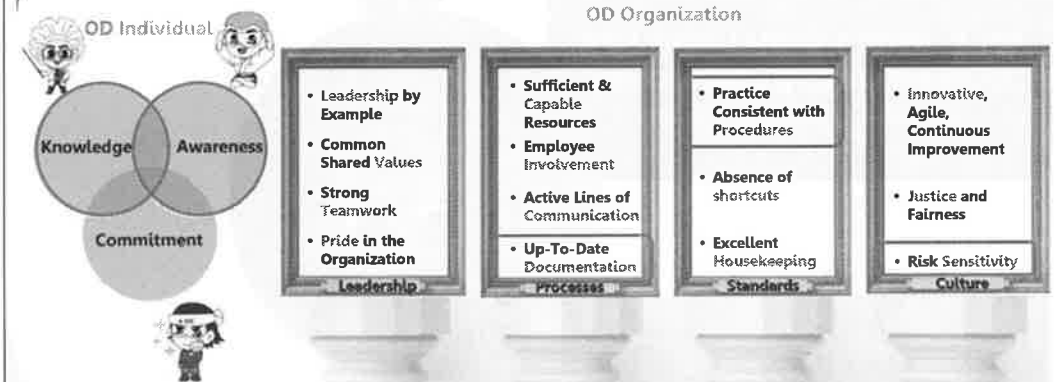 OD Individual
OD Organization
Knowledge
Awareness
Commitment
• Leadership by
Example
• Common
Shared Values
• Strong
Teamwork
• Pride in the
Organization
Leadership
• Sufficient &
Capable
Resources
• Employee
Involvement
• Active Lines of
Communication
• Up-To-Date
Documentation
Processes
• Practice
Consistent with
Procedures
• Absence of
shortcuts
• Excellent
Housekeeping
Standards
• Innovative,
Agile,
Continuous
Improvement
• Justice and
Fairness
• Risk Sensitivity
Culture